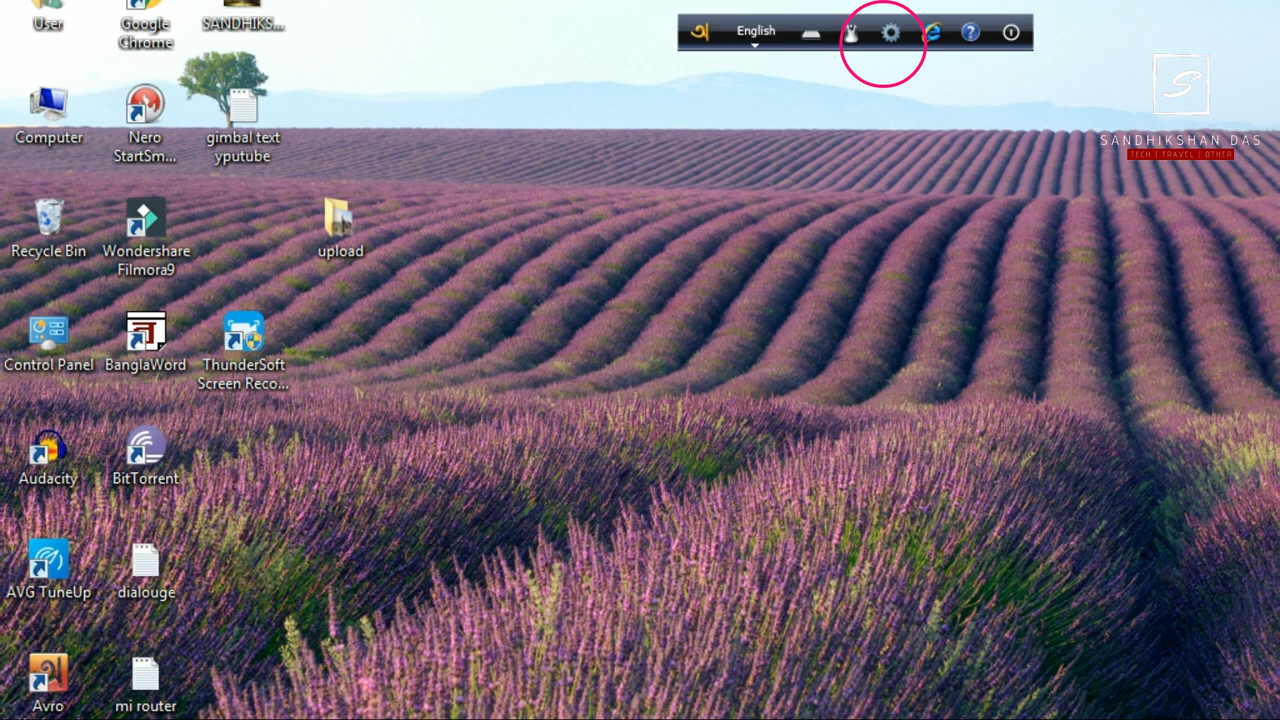 User
Google
Chrome
SANDHIKS...
English
Computer
Nero
StartSm...
gimbal text
yputube
SANDHIKSHAN DAS
TECH | TRAVEL | OTHER
Recycle Bin
Wondershare
Filmora9
upload
Control Panel
BanglaWord
ThunderSoft
Screen Reco...
Audacity
BitTorrent
AVG TuneUp
dialouge
Avro
mi router